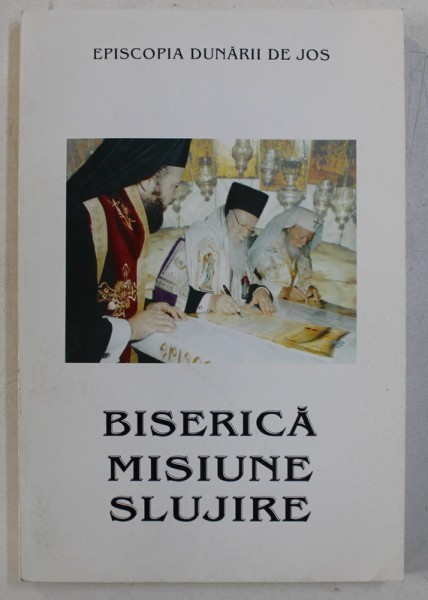 EPISCOPIA DUNĂRII DE JOS
BISERICĂ
MISIUNE
SLUJIRE